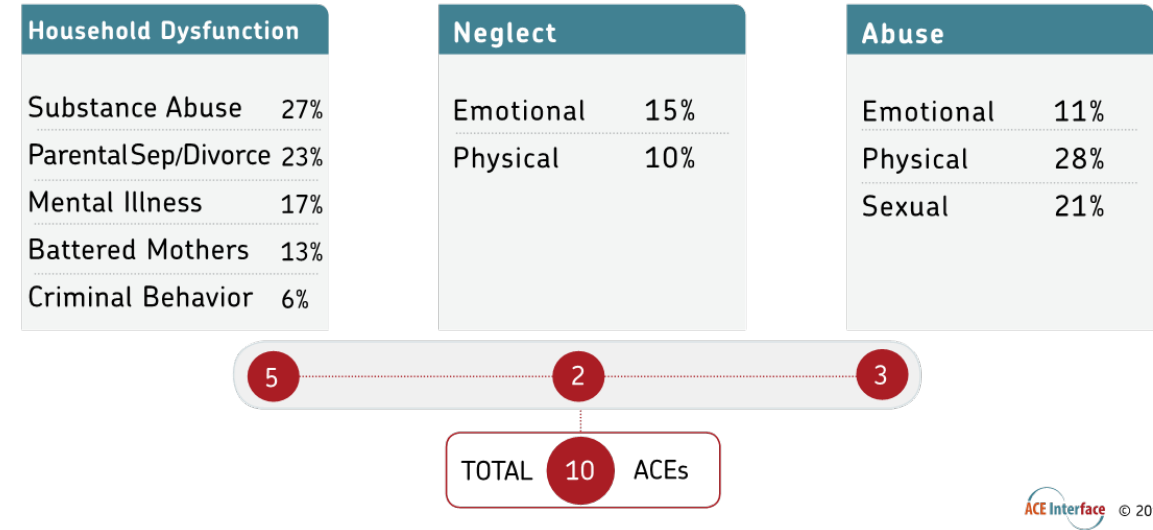 Household Dysfunction
Substance Abuse 27%
Parental Sep/Divorce 23%
Mental Illness 17%
Battered Mothers 13%
Criminal Behavior 6%
Neglect
Emotional 15%
Physical 10%
Abuse
Emotional 11%
Physical 28%
Sexual 21%
5
2
3
TOTAL 10 ACEs
ACE Interface © 20